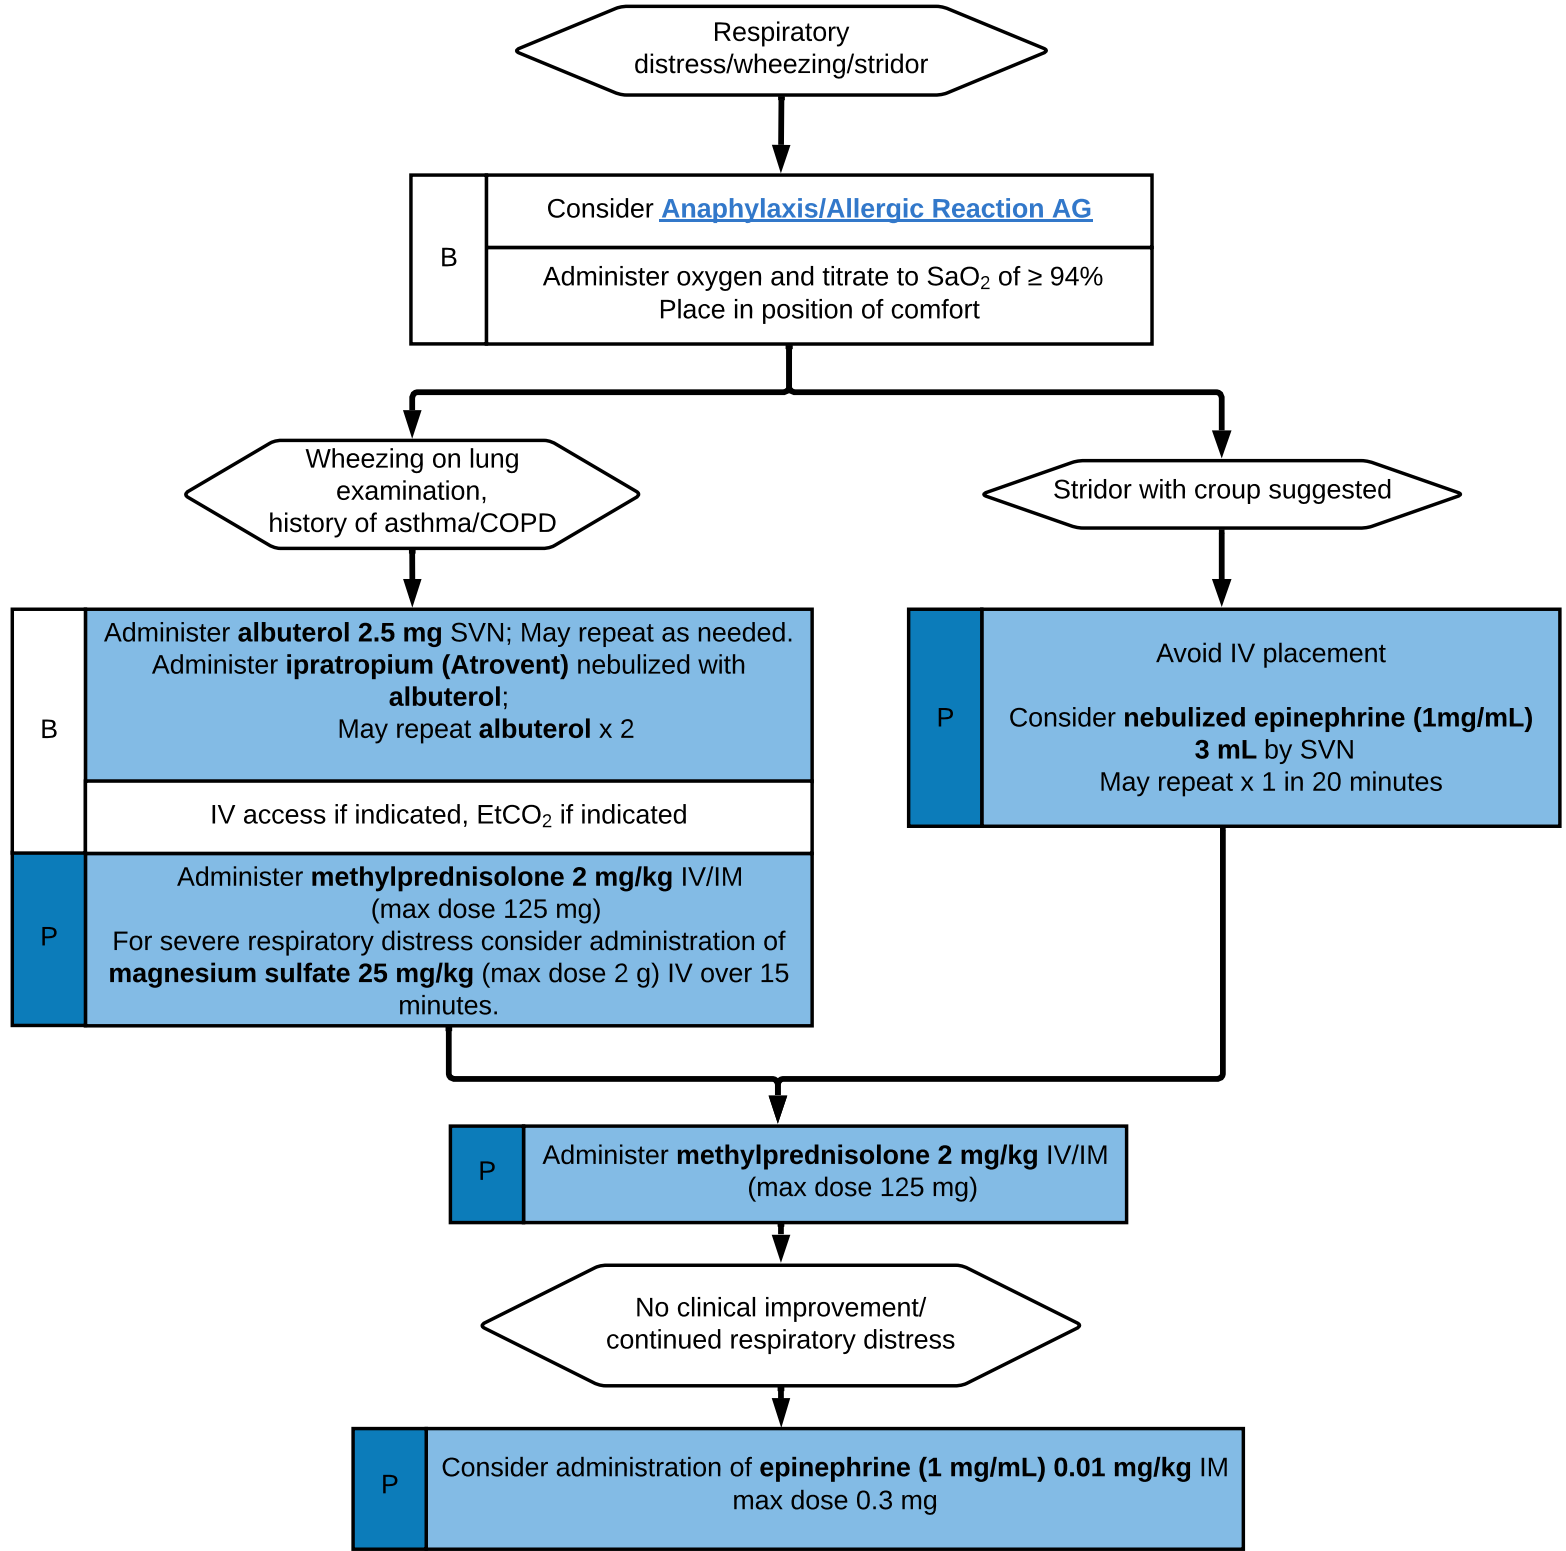 Respiratory
distress/wheezing/stridor
B
Consider Anaphylaxis/Allergic Reaction AG
Administer oxygen and titrate to SaO₂ of ≥ 94%
Place in position of comfort
Wheezing on lung
examination,
history of asthma/COPD
Stridor with croup suggested
B
Administer albuterol 2.5 mg SVN; May repeat as needed.
Administer ipratropium (Atrovent) nebulized with
albuterol;
May repeat albuterol x 2
IV access if indicated, EtCO₂ if indicated
P
Administer methylprednisolone 2 mg/kg IV/IM
(max dose 125 mg)
For severe respiratory distress consider administration of
magnesium sulfate 25 mg/kg (max dose 2 g) IV over 15
minutes.
P
Avoid IV placement
Consider nebulized epinephrine (1mg/mL)
3 mL by SVN
May repeat x 1 in 20 minutes
P
Administer methylprednisolone 2 mg/kg IV/IM
(max dose 125 mg)
No clinical improvement/
continued respiratory distress
P
Consider administration of epinephrine (1 mg/mL) 0.01 mg/kg IM
max dose 0.3 mg